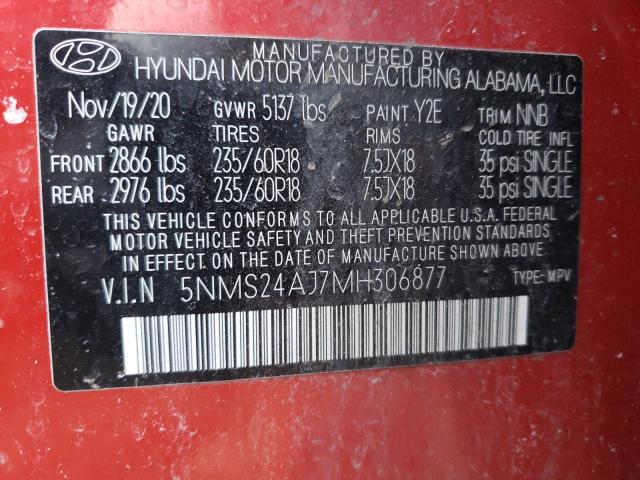 MANUFACTURED BY
HYUNDAI MOTOR MANUFACTURING ALABAMA, LLC
Nov/19/20 GVWR 5137 lbs PAINT Y2E TRIM NNB
GAWR TIRES RIMS COLD TIRE INFL
FRONT 2866 lbs 235/60R18 7.5JX18 35 psi SINGLE
REAR 2976 lbs 235/60R18 7.5JX18 35 psi SINGLE
THIS VEHICLE CONFORMS TO ALL APPLICABLE U.S.A. FEDERAL
MOTOR VEHICLE SAFETY AND THEFT PREVENTION STANDARDS
IN EFFECT ON THE DATE OF MANUFACTURE SHOWN ABOVE.
V.I.N 5NMS24AJ7MH306877 TYPE: MPV